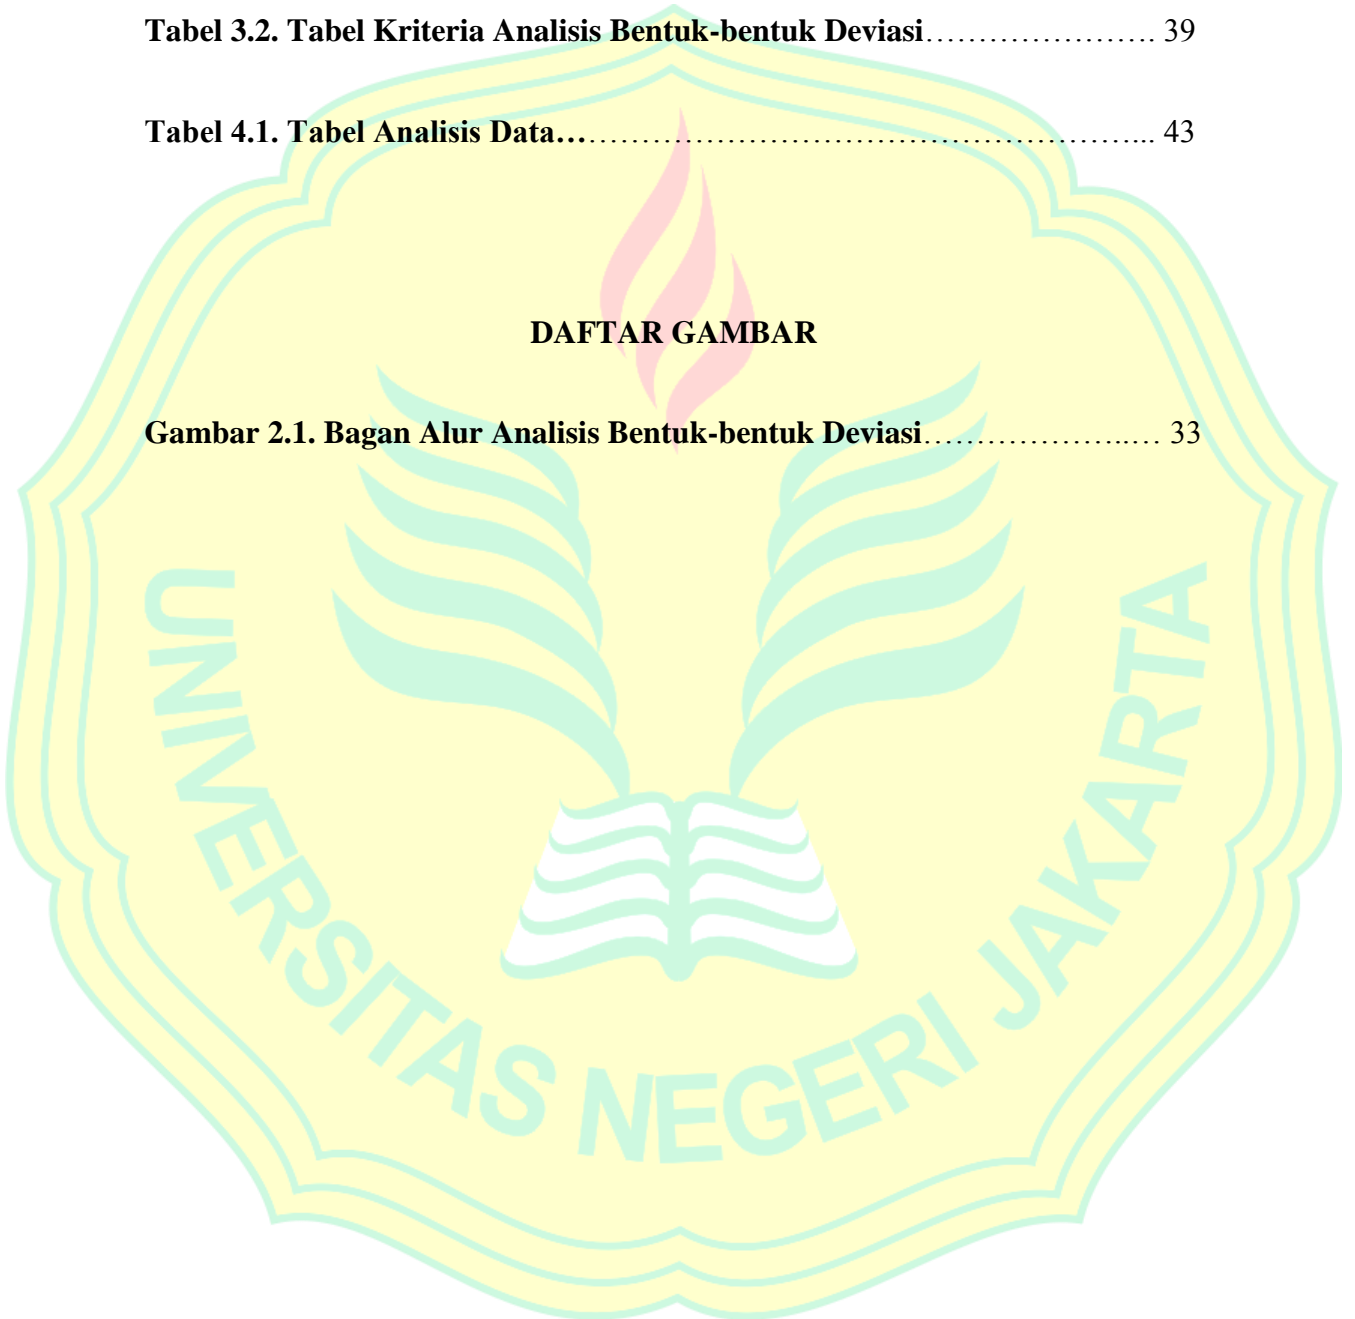 Tabel 3.2. Tabel Kriteria Analisis Bentuk-bentuk Deviasi…………………. 39
Tabel 4.1. Tabel Analisis Data………………………………………………... 43
DAFTAR GAMBAR
Gambar 2.1. Bagan Alur Analisis Bentuk-bentuk Deviasi………………..… 33
UNIVERSITAS NEGERI JAKARTA